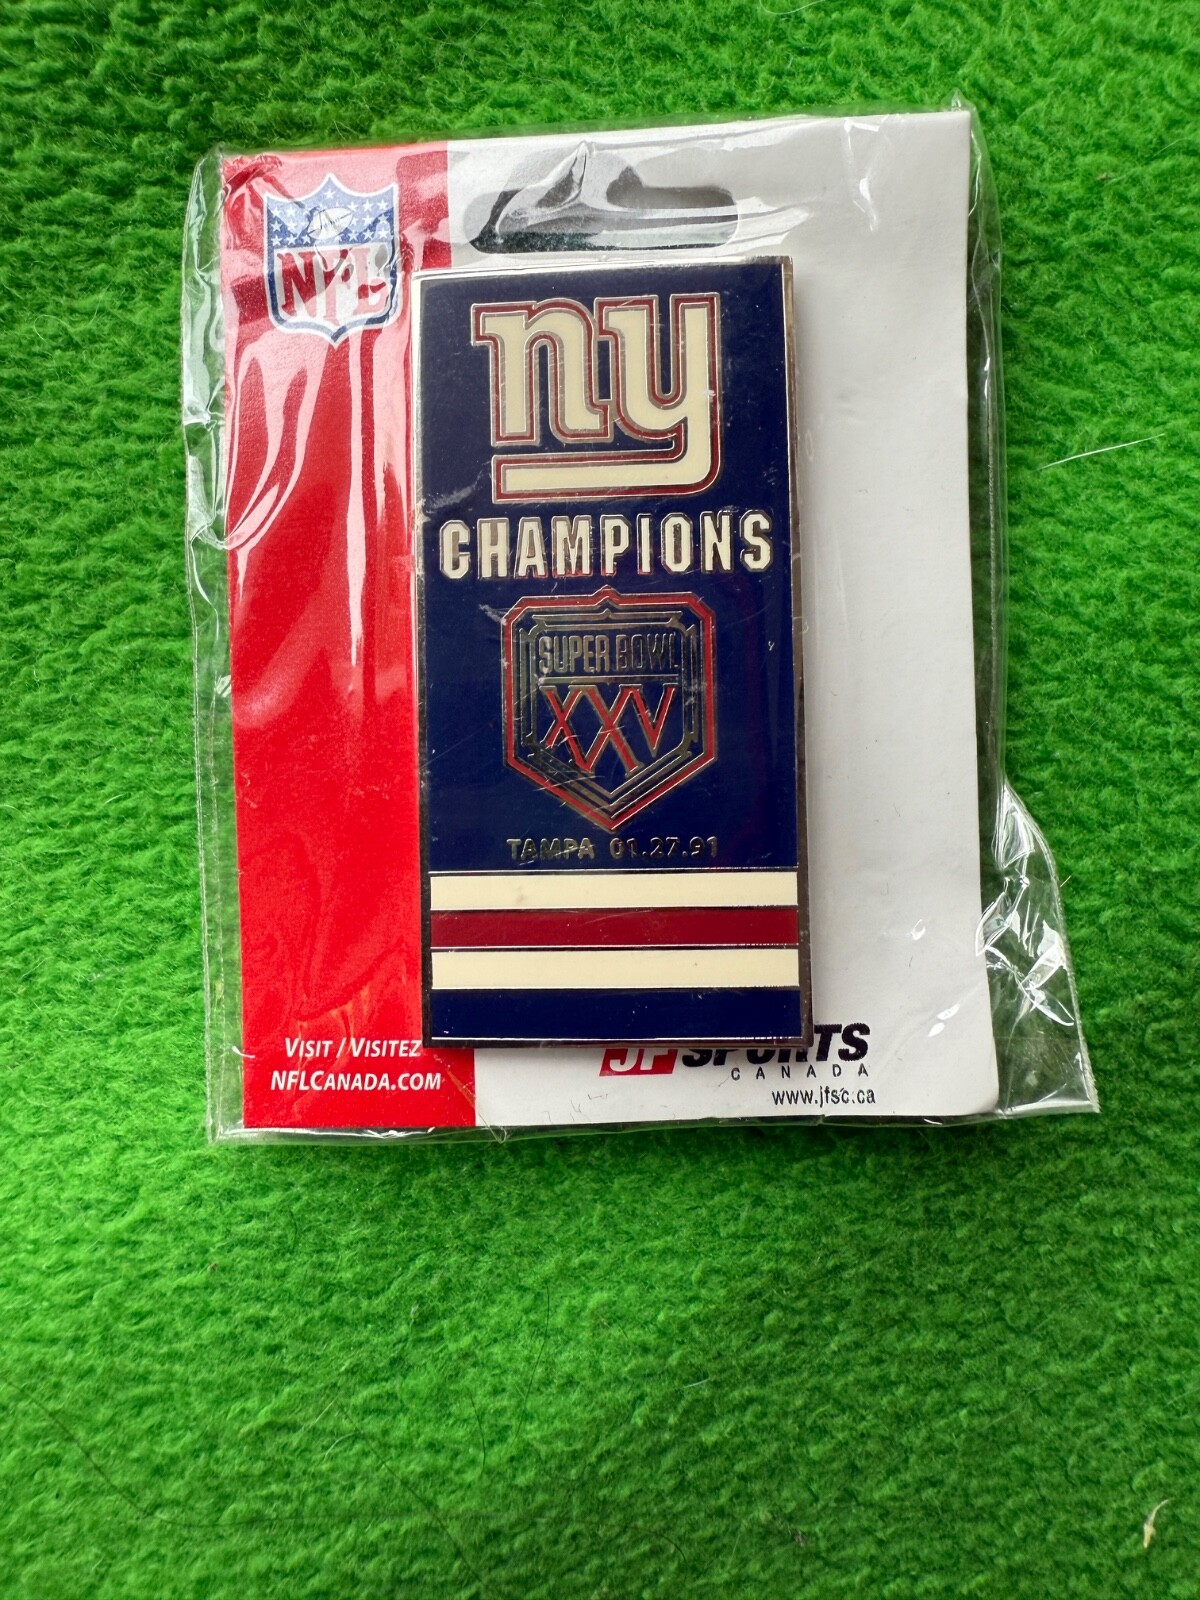 NFL
ny
CHAMPIONS
SUPER BOWL
XXV
TAMPA 01.27.91
VISIT / VISITEZ
NFLCANADA.COM
JF SPORTS
CANADA
www.jfsc.ca